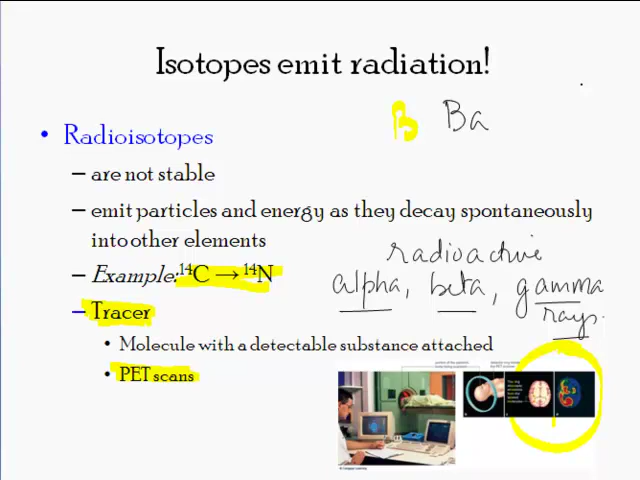 Isotopes emit radiation!
B Ba
• Radioisotopes
– are not stable
– emit particles and energy as they decay spontaneously
into other elements
radioactive
– Example: ¹⁴C → ¹⁴N
alpha, beta, gamma
rays.
– Tracer
• Molecule with a detectable substance attached
• PET scans